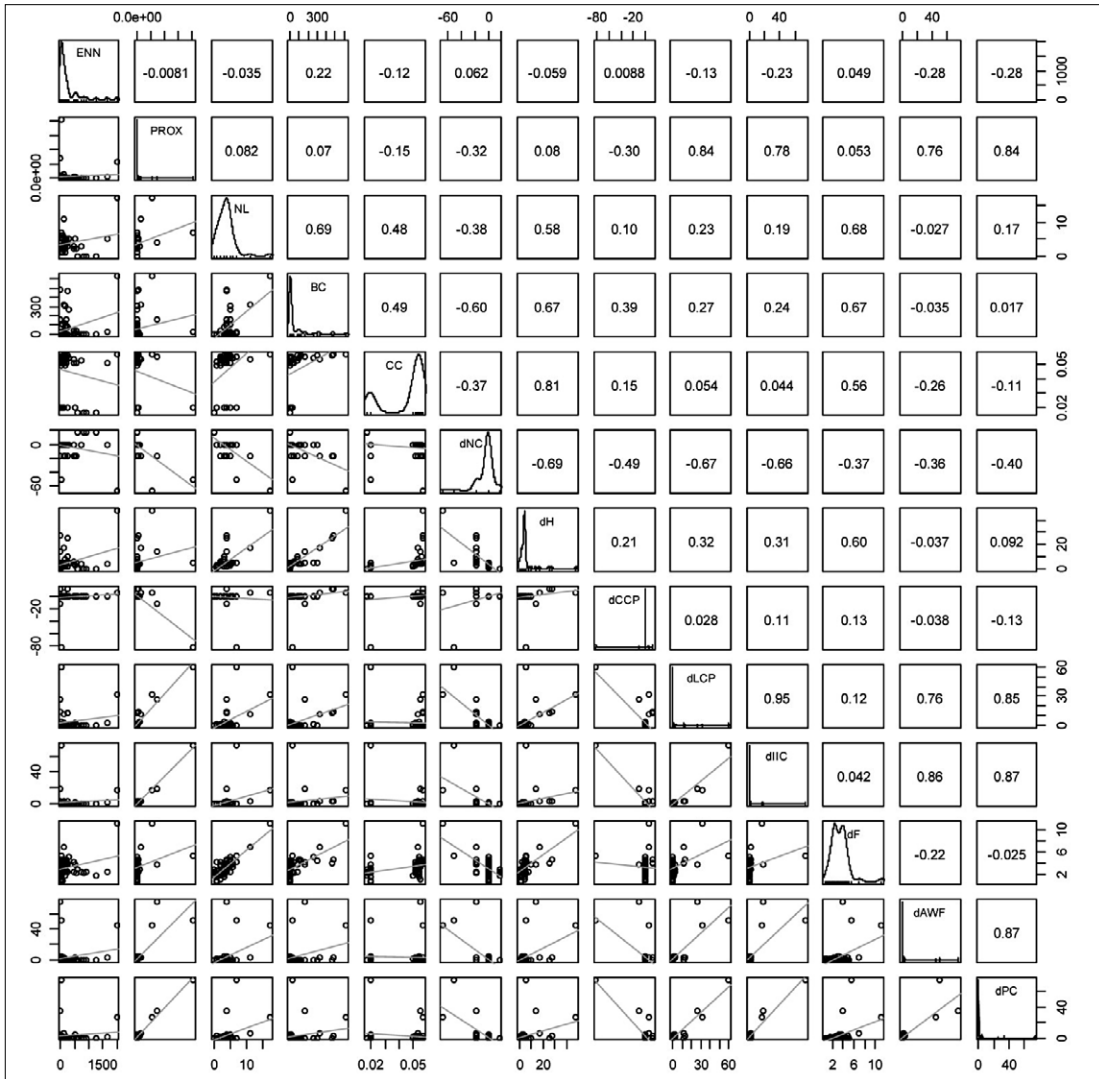 0.0e+00 0 300 -60 0 -80 -20 0 40 0 40
ENN -0.0081 -0.035 0.22 -0.12 0.062 -0.059 0.0088 -0.13 -0.23 0.049 -0.28 -0.28 0 1000
0.0e+00 PROX 0.082 0.07 -0.15 -0.32 0.08 -0.30 0.84 0.78 0.053 0.76 0.84
NL 0.69 0.48 -0.38 0.58 0.10 0.23 0.19 0.68 -0.027 0.17 0 10
0 300 BC 0.49 -0.60 0.67 0.39 0.27 0.24 0.67 -0.035 0.017
CC -0.37 0.81 0.15 0.054 0.044 0.56 -0.26 -0.11 0.02 0.05
-60 0 dNC -0.69 -0.49 -0.67 -0.66 -0.37 -0.36 -0.40
dH 0.21 0.32 0.31 0.60 -0.037 0.092 0 20
-80 -20 dCCP 0.028 0.11 0.13 -0.038 -0.13
dLCP 0.95 0.12 0.76 0.85 0 30 60
0 40 dIIC 0.042 0.86 0.87
dF -0.22 -0.025 2 6 10
0 40 dAWF 0.87
dPC 0 40
0 1500 0 10 0.02 0.05 0 20 0 30 60 2 6 10 0 40